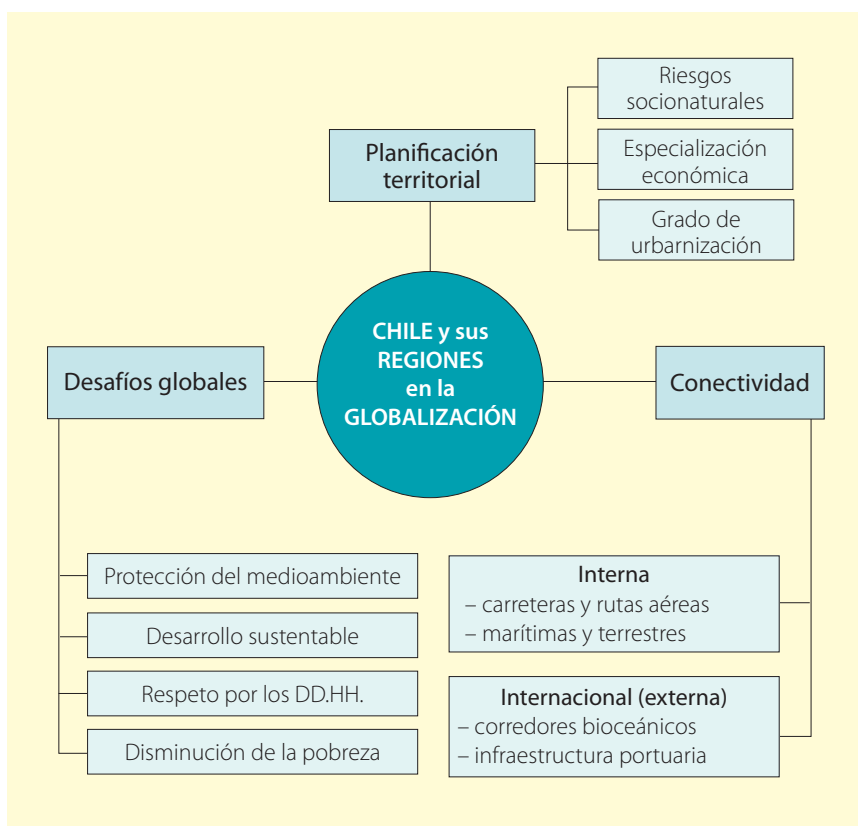 Riesgos
socionaturales
Planificación
territorial
Especialización
económica
Grado de
urbarnización
CHILE y sus
REGIONES
en la
GLOBALIZACIÓN
Desafíos globales
Conectividad
Protección del medioambiente
Desarrollo sustentable
Respeto por los DD.HH.
Disminución de la pobreza
Interna
– carreteras y rutas aéreas
– marítimas y terrestres
Internacional (externa)
– corredores bioceánicos
– infraestructura portuaria